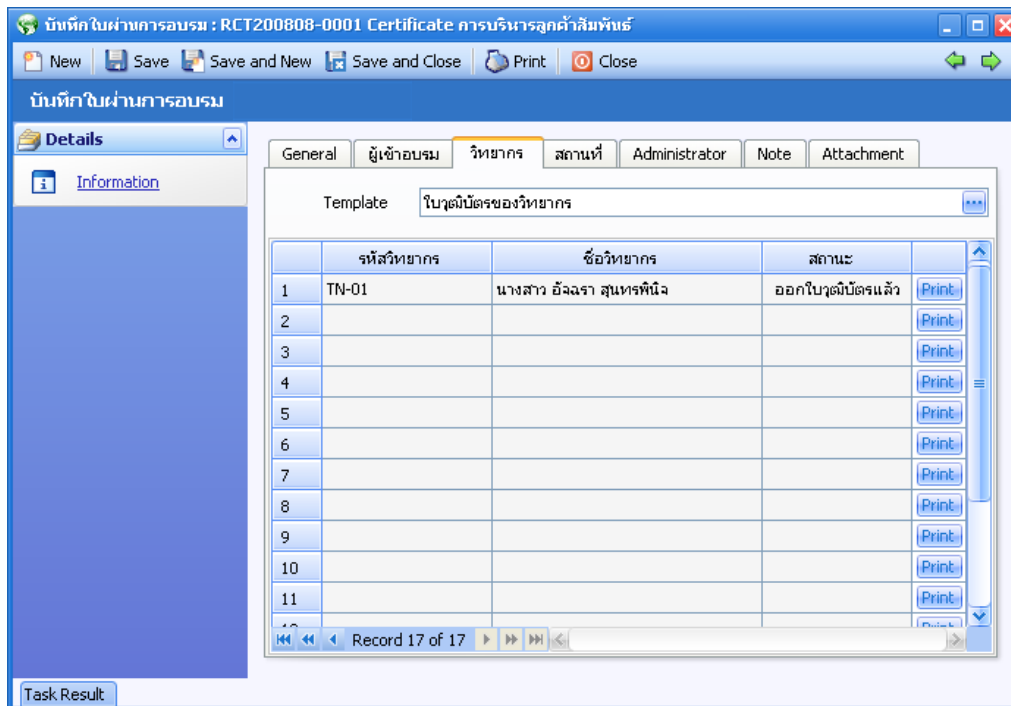 บันทึกใบผ่านการอบรม : RCT200808-0001 Certificate การบริหารลูกค้าสัมพันธ์
New Save Save and New Save and Close Print Close
บันทึกใบผ่านการอบรม
Details
Information
General ผู้เข้าอบรม วิทยากร สถานที่ Administrator Note Attachment
Template ใบวุฒิบัตรของวิทยากร
รหัสวิทยากร ชื่อวิทยากร สถานะ
1 TN-01 นางสาว อัจฉรา สุนทรพินิจ ออกใบวุฒิบัตรแล้ว Print
2 Print
3 Print
4 Print
5 Print
6 Print
7 Print
8 Print
9 Print
10 Print
11 Print
Record 17 of 17
Task Result